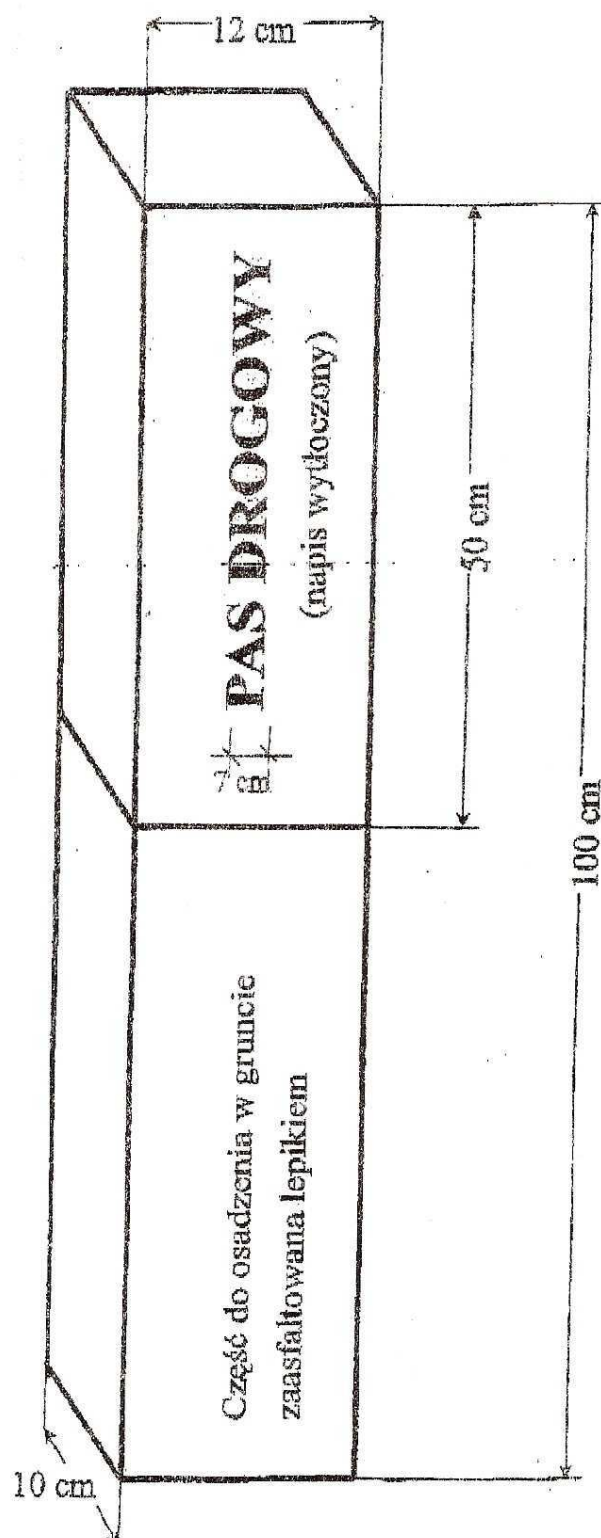 12 cm
PAS DROGOWY
(napis wytłoczony)
7 cm
50 cm
100 cm
Część do osadzenia w gruncie
zaasfaltowana lepikiem
10 cm